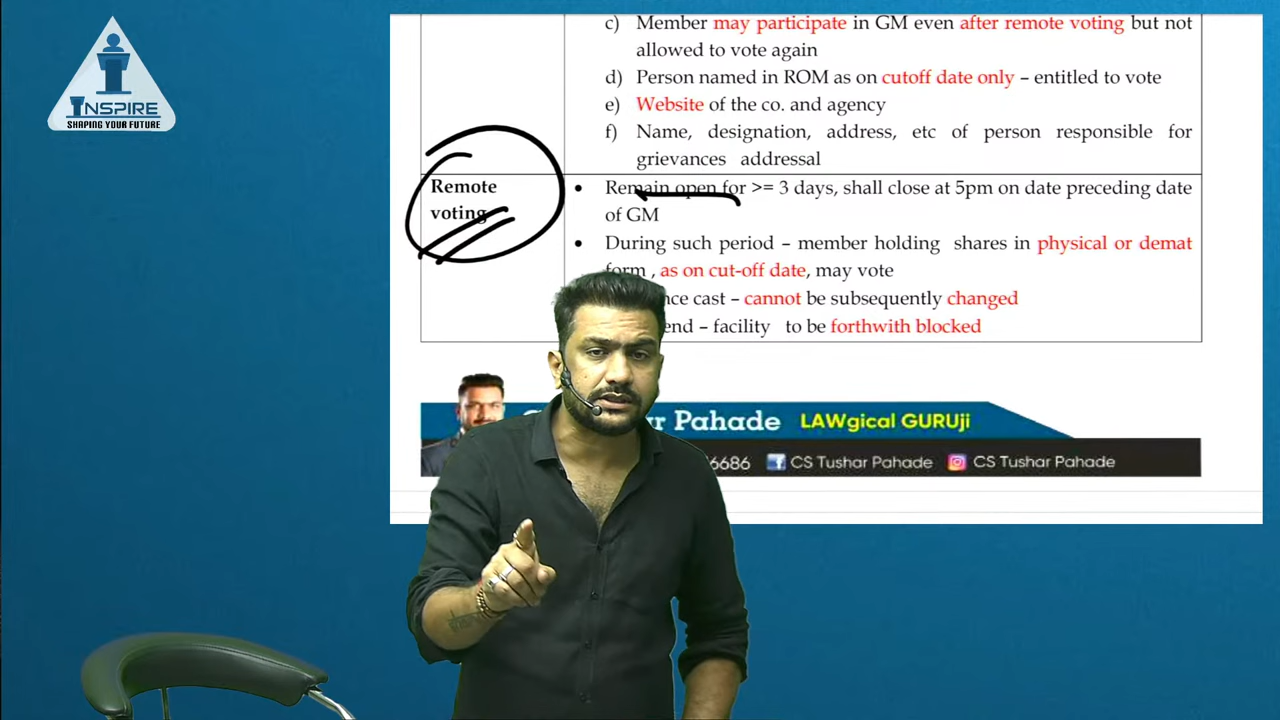 INSPIRE
SHAPING YOUR FUTURE
c) Member may participate in GM even after remote voting but not
allowed to vote again
d) Person named in ROM as on cutoff date only – entitled to vote
e) Website of the co. and agency
f) Name, designation, address, etc of person responsible for
grievances addressal
Remote
voting
• Remain open for >= 3 days, shall close at 5pm on date preceding date
of GM
• During such period – member holding shares in physical or demat
form , as on cut-off date, may vote
cast – cannot be subsequently changed
– facility to be forthwith blocked
Pahade LAWgical GURUji
6686 CS Tushar Pahade CS Tushar Pahade